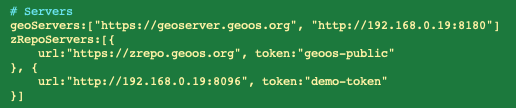 # Servers
geoServers:["https://geoserver.geoos.org", "http://192.168.0.19:8180"]
zRepoServers:[{
    url:"https://zrepo.geoos.org", token:"geoos-public"
}, {
    url:"http://192.168.0.19:8096", token:"demo-token"
}]